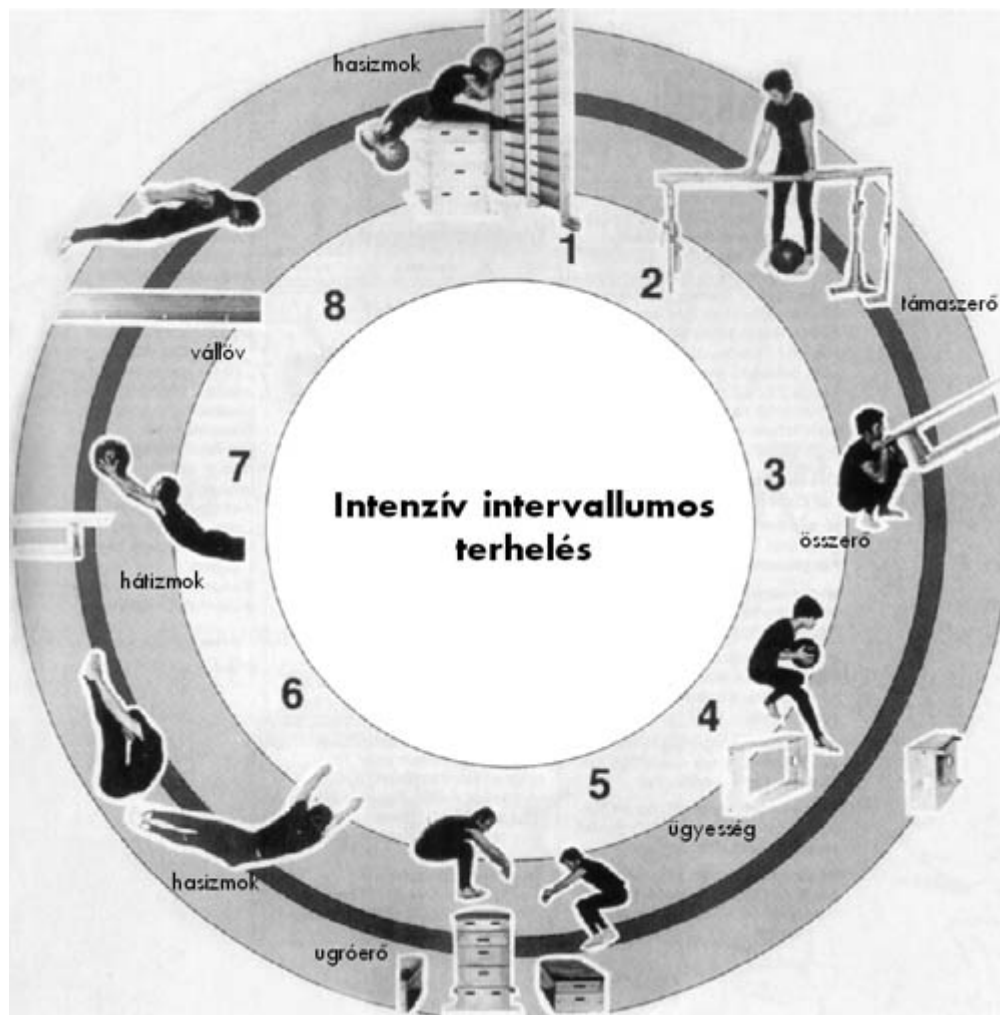 hasizmok
1
2
támaszerő
8
vállöv
7
3
Intenzív intervallumos
terhelés
összerő
hátizmok
6
4
5
ügyesség
hasizmok
ugróerő